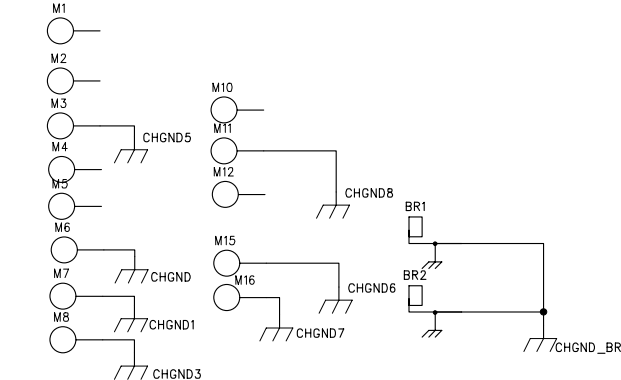 M1
M2
M3
CHGND5
M4
M5
M6
CHGND
M7
CHGND1
M8
CHGND3
M10
M11
CHGND8
M12
M15
CHGND6
M16
CHGND7
BR1
BR2
CHGND_BR